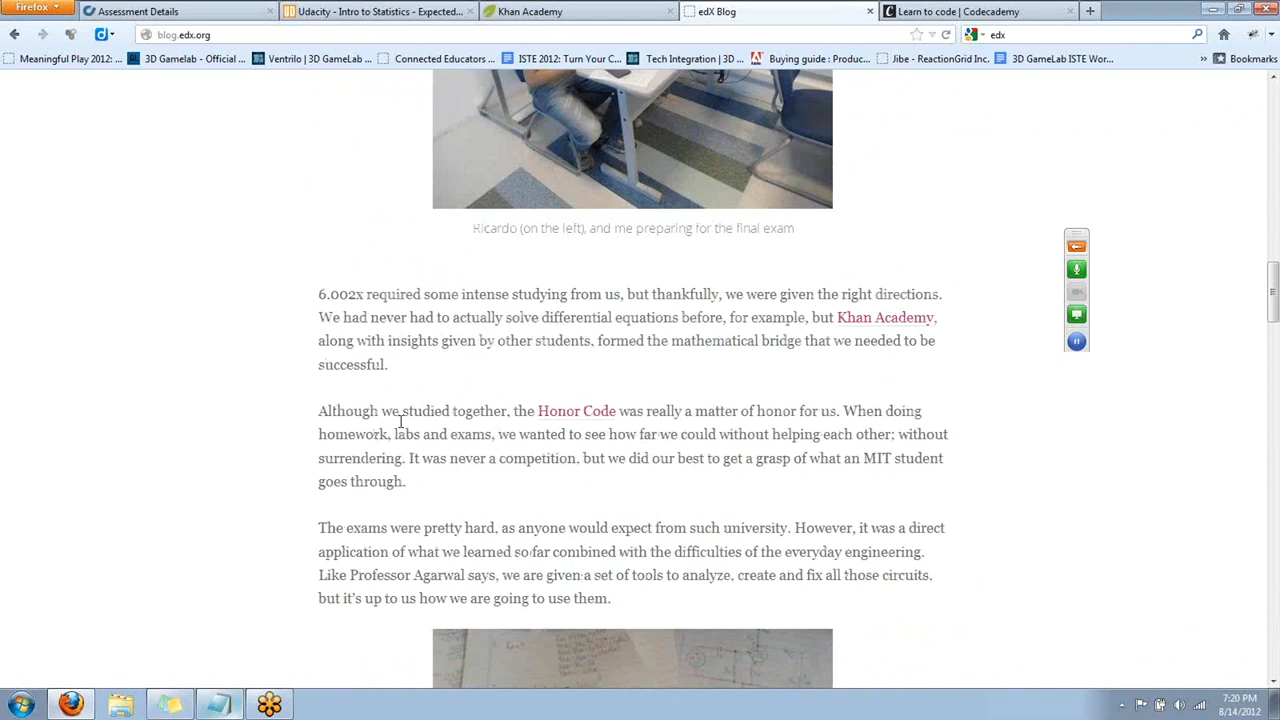 Firefox
Assessment Details
Udacity - Intro to Statistics - Expected...
Khan Academy
edX Blog
Learn to code | Codecademy
blog.edx.org
edx
Meaningful Play 2012: ...
3D Gamelab - Official ...
Ventrilo | 3D GameLab ...
Connected Educators ...
ISTE 2012: Turn Your C...
Tech Integration | 3D ...
Buying guide : Produc...
Jibe - ReactionGrid Inc.
3D GameLab ISTE Wor...
Bookmarks
Ricardo (on the left), and me preparing for the final exam
6.002x required some intense studying from us, but thankfully, we were given the right directions.
We had never had to actually solve differential equations before, for example, but Khan Academy,
along with insights given by other students, formed the mathematical bridge that we needed to be
successful.
Although we studied together, the Honor Code was really a matter of honor for us. When doing
homework, labs and exams, we wanted to see how far we could without helping each other; without
surrendering. It was never a competition, but we did our best to get a grasp of what an MIT student
goes through.
The exams were pretty hard, as anyone would expect from such university. However, it was a direct
application of what we learned so far combined with the difficulties of the everyday engineering.
Like Professor Agarwal says, we are given a set of tools to analyze, create and fix all those circuits,
but it's up to us how we are going to use them.
7:20 PM
8/14/2012